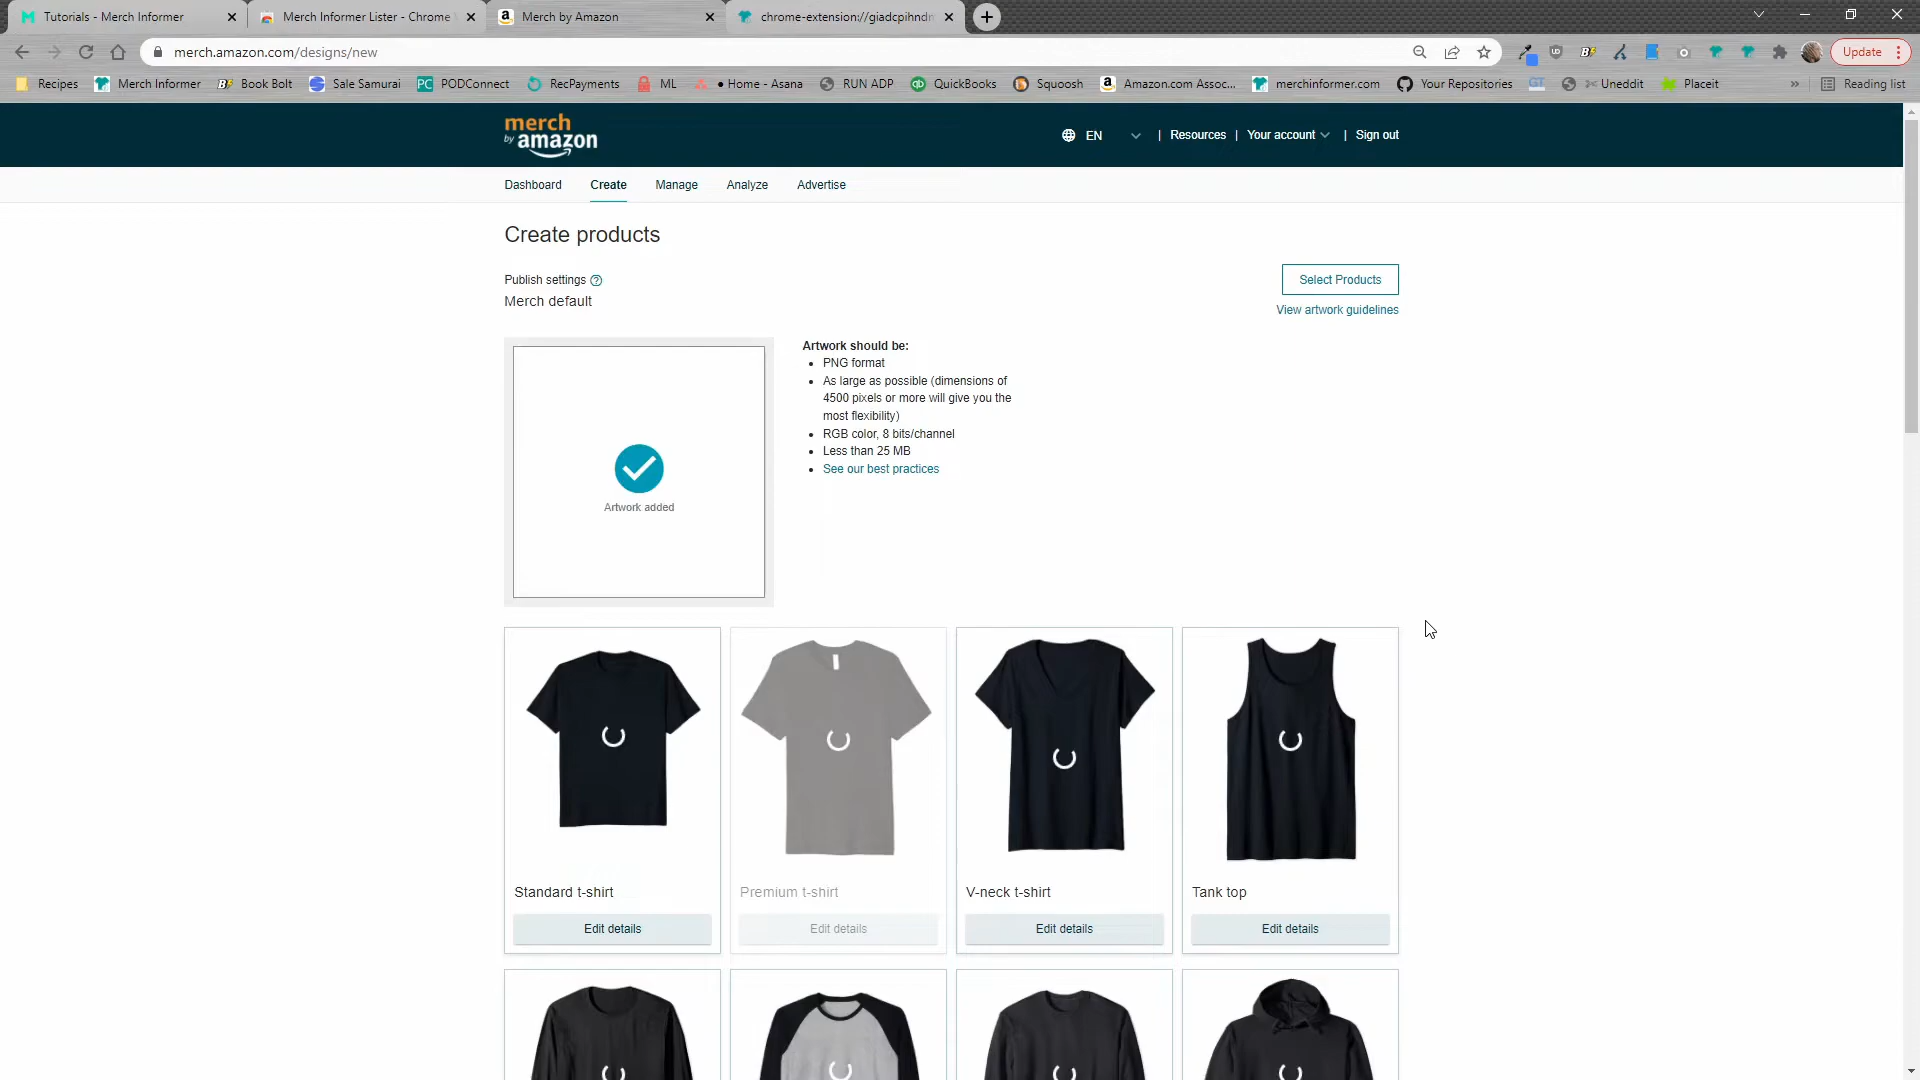 Tutorials - Merch Informer
Merch Informer Lister - Chrome
Merch by Amazon
chrome-extension://giadcpihndn
merch.amazon.com/designs/new
Update
Recipes
Merch Informer
Book Bolt
Sale Samurai
PODConnect
RecPayments
ML
• Home - Asana
RUN ADP
QuickBooks
Squoosh
Amazon.com Assoc...
merchinformer.com
Your Repositories
GT
Uneddit
Placeit
»
Reading list
merch
by amazon
EN
| Resources | Your account | Sign out
Dashboard
Create
Manage
Analyze
Advertise
Create products
Publish settings
Merch default
Select Products
View artwork guidelines
Artwork added
Artwork should be:
• PNG format
• As large as possible (dimensions of
4500 pixels or more will give you the
most flexibility)
• RGB color, 8 bits/channel
• Less than 25 MB
• See our best practices
Standard t-shirt
Edit details
Premium t-shirt
Edit details
V-neck t-shirt
Edit details
Tank top
Edit details